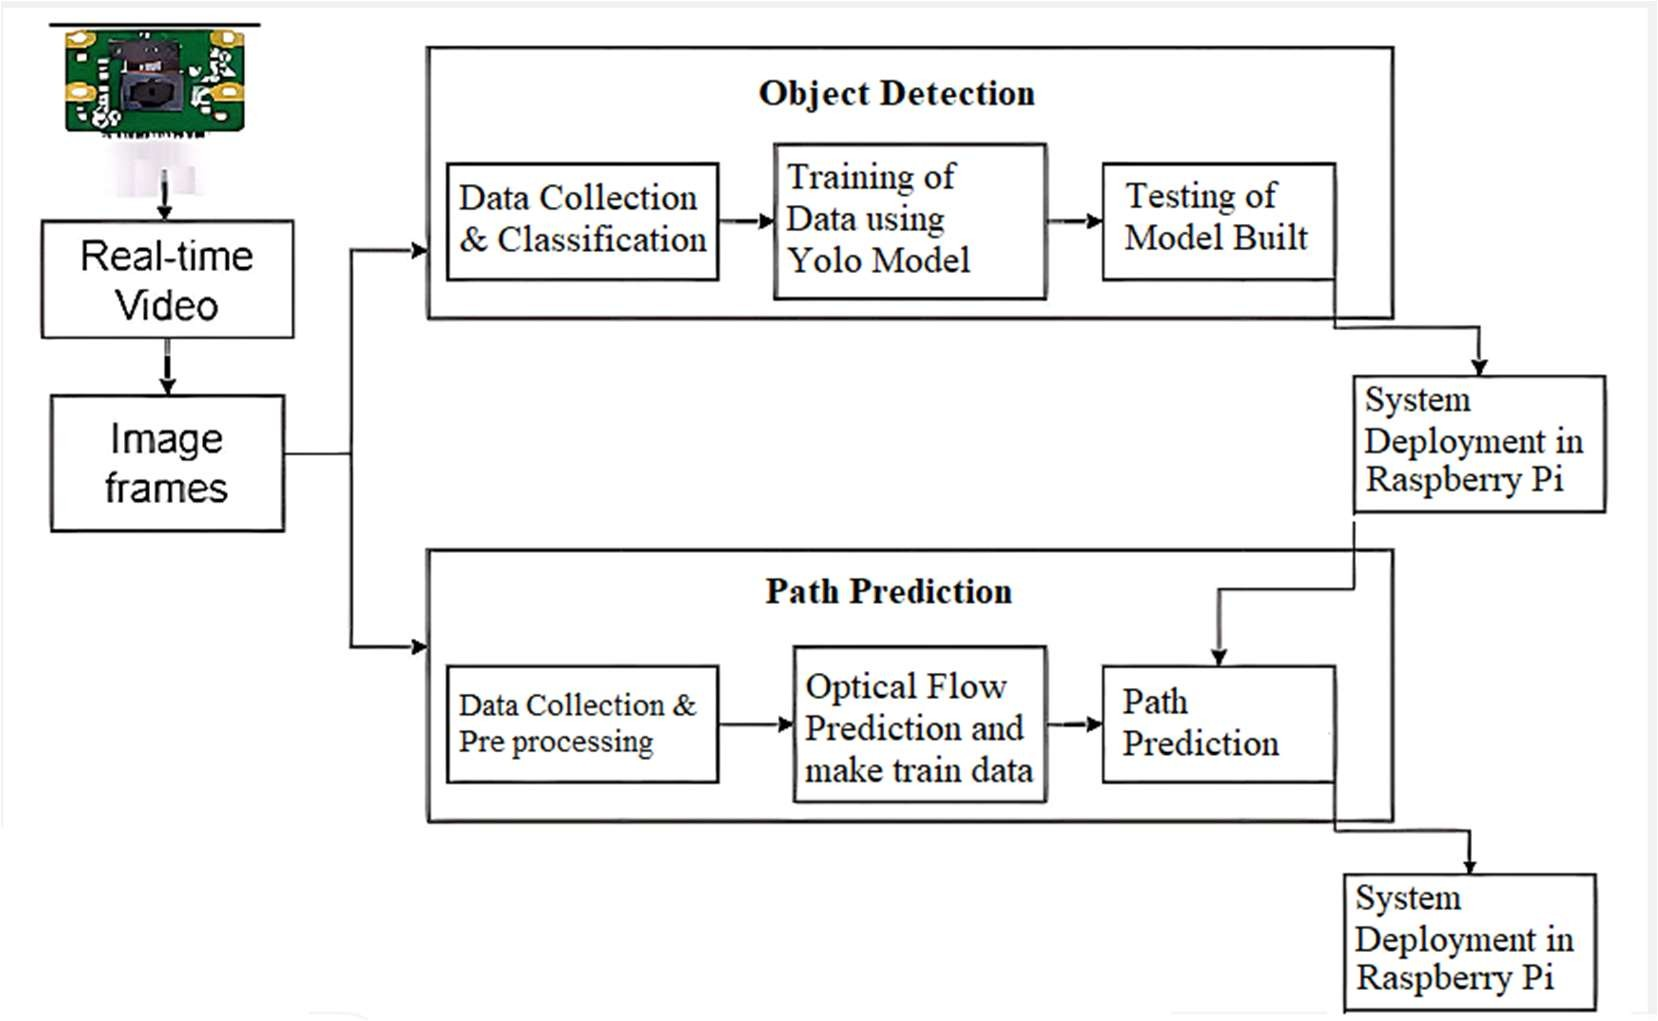 Real-time
Video
Image
frames
Object Detection
Data Collection
& Classification
Training of
Data using
Yolo Model
Testing of
Model Built
System
Deployment in
Raspberry Pi
Path Prediction
Data Collection &
Pre processing
Optical Flow
Prediction and
make train data
Path
Prediction
System
Deployment in
Raspberry Pi